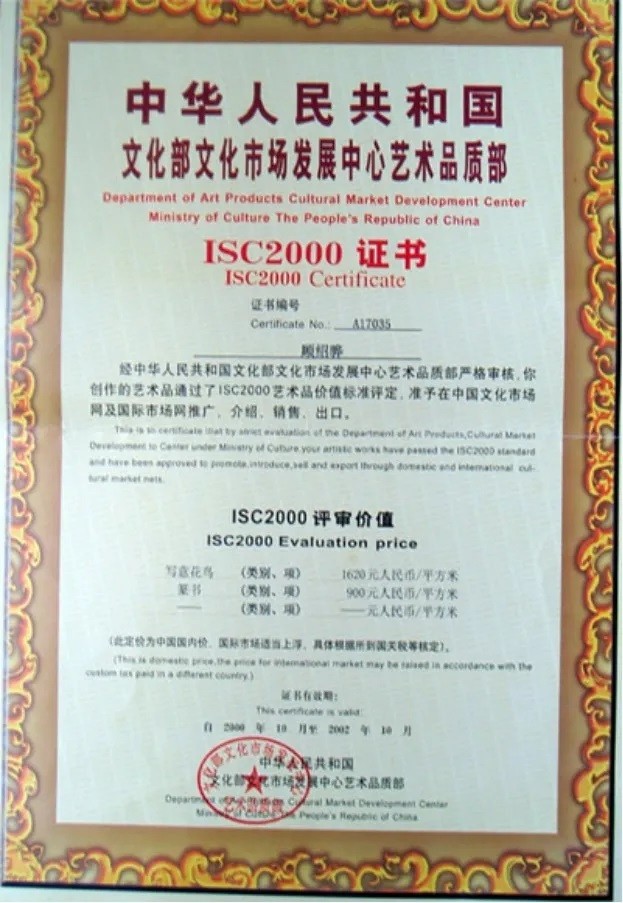 中华人民共和国
文化部文化市场发展中心艺术品质部
Department of Art Products Cultural Market Development Center
Ministry of Culture The People's Republic of China
ISC2000 证书
ISC2000 Certificate
证书编号
Certificate No.: A17035
顾绍骅
经中华人民共和国文化部文化市场发展中心艺术品质部严格审核,你
创作的艺术品通过了ISC2000艺术品价值标准评定,准予在中国文化市场
网及国际市场网推广、介绍、销售、出口。
This is to certificate that by strict evaluation of the Department of Art Products,Cultural Market
Development to Center under Ministry of Culture,your artistic works have passed the ISC2000 standard
and have been approved to promote,introduce,sell and export through domestic and international cul-
tural market nets.
ISC2000 评审价值
ISC2000 Evaluation price
写意花鸟 (类别、项) 1620元人民币/平方米
篆书 (类别、项) 900元人民币/平方米
—— (类别、项) ——元人民币/平方米
(此定价为中国国内价,国际市场适当上浮,具体根据所到国关税等核定)。
(This is domestic price,the price for international market may be raised in accordance with the
custom tax paid in a different country.)
证书有效期:
This certificate is valid:
自 2000 年 10 月至 2002 年 10 月
中华人民共和国
文化部文化市场发展中心艺术品质部
Department of Art Products Cultural Market Development Center
Ministry of Culture The People's Republic of China